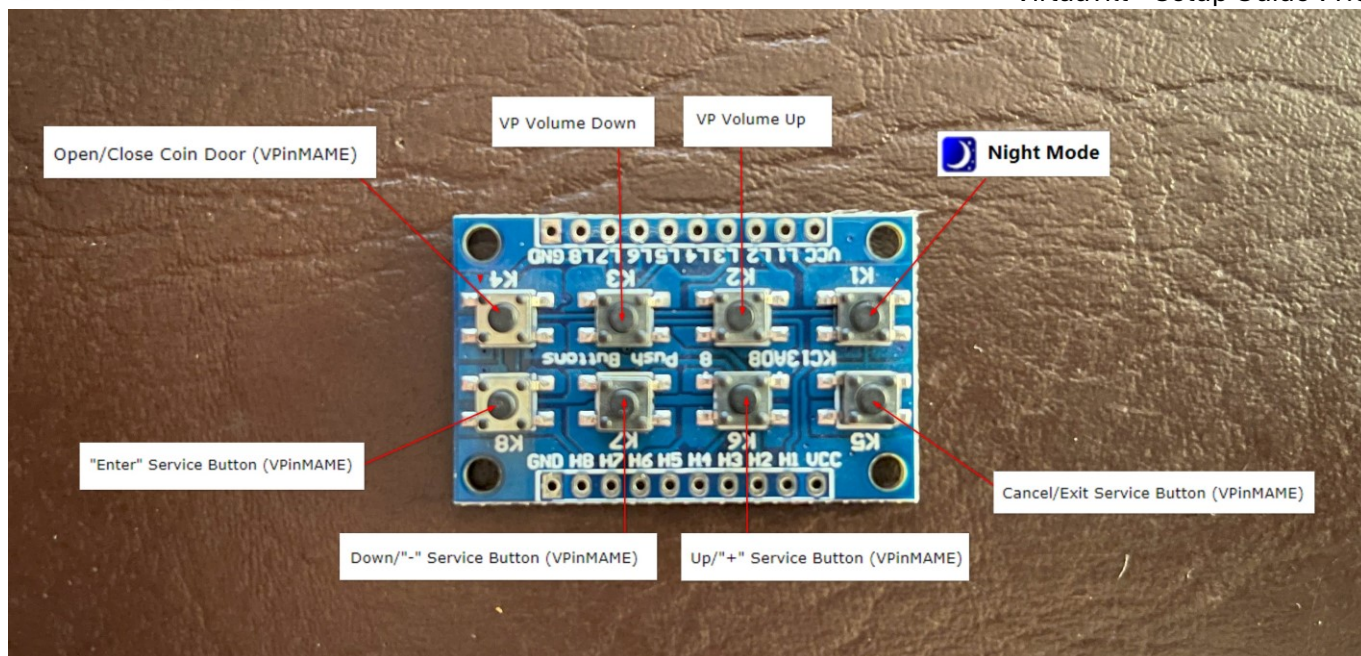 Setup Guide
VP Volume Down
VP Volume Up
Open/Close Coin Door (VPinMAME)
Night Mode
GND L8 L7 L6 L5 L4 L3 L2 L1 VCC
K4 K3 K2 K1
Push Buttons 8 KC13A08
K8 K7 K6 K5
GND H8 H7 H6 H5 H4 H3 H2 H1 VCC
"Enter" Service Button (VPinMAME)
Cancel/Exit Service Button (VPinMAME)
Down/"-" Service Button (VPinMAME)
Up/"+" Service Button (VPinMAME)